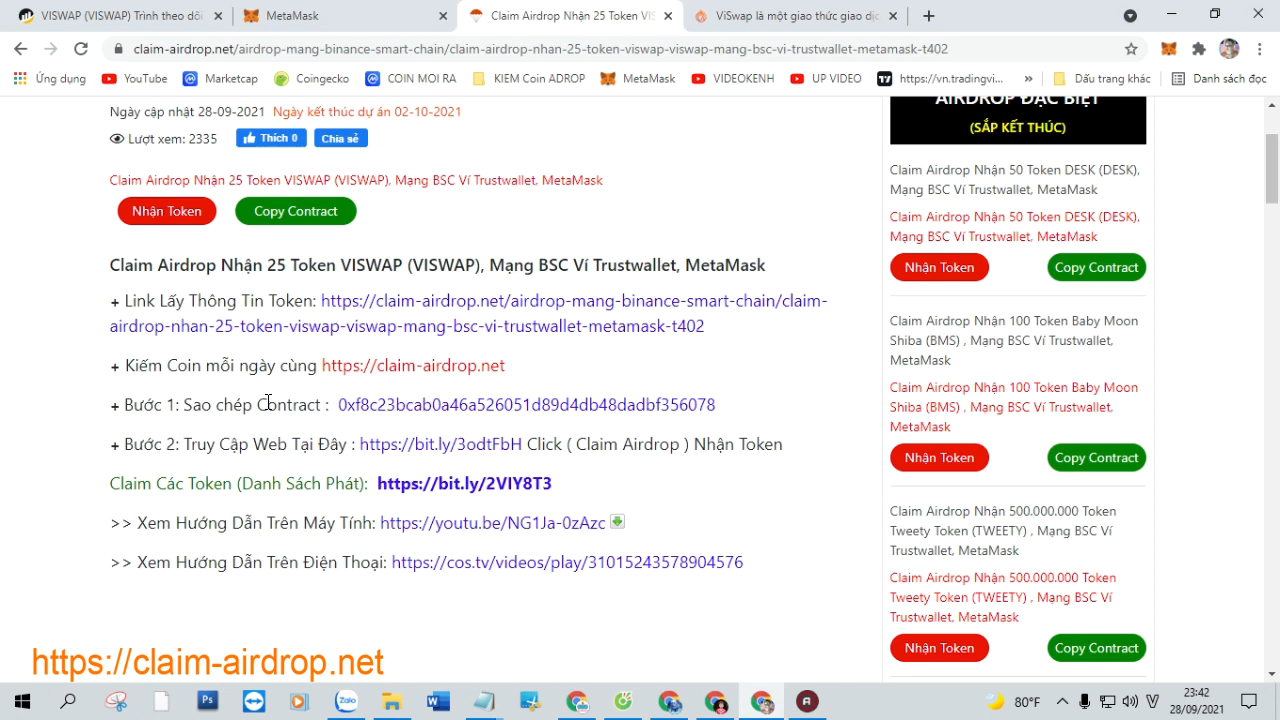 VISWAP (VISWAP) Trình theo dõi
MetaMask
Claim Airdrop Nhận 25 Token VIS
ViSwap là một giao thức giao dịc
claim-airdrop.net/airdrop-mang-binance-smart-chain/claim-airdrop-nhan-25-token-viswap-viswap-mang-bsc-vi-trustwallet-metamask-t402
Ứng dụng
YouTube
Marketcap
Coingecko
COIN MOI RA
KIEM Coin ADROP
MetaMask
VIDEOKENH
UP VIDEO
https://vn.tradingvi...
»
Dấu trang khác
Danh sách đọc
Ngày cập nhật 28-09-2021 Ngày kết thúc dự án 02-10-2021
Lượt xem: 2335
Thích 0
Chia sẻ
Claim Airdrop Nhận 25 Token VISWAP (VISWAP), Mạng BSC Ví Trustwallet, MetaMask
Nhận Token
Copy Contract
Claim Airdrop Nhận 25 Token VISWAP (VISWAP), Mạng BSC Ví Trustwallet, MetaMask
+ Link Lấy Thông Tin Token: https://claim-airdrop.net/airdrop-mang-binance-smart-chain/claim-
airdrop-nhan-25-token-viswap-viswap-mang-bsc-vi-trustwallet-metamask-t402
+ Kiếm Coin mỗi ngày cùng https://claim-airdrop.net
+ Bước 1: Sao chép Contract : 0xf8c23bcab0a46a526051d89d4db48dadbf356078
+ Bước 2: Truy Cập Web Tại Đây : https://bit.ly/3odtFbH Click ( Claim Airdrop ) Nhận Token
Claim Các Token (Danh Sách Phát): https://bit.ly/2VIY8T3
>> Xem Hướng Dẫn Trên Máy Tính: https://youtu.be/NG1Ja-0zAzc
>> Xem Hướng Dẫn Trên Điện Thoại: https://cos.tv/videos/play/31015243578904576
https://claim-airdrop.net
AIRDROP ĐẶC BIỆT
(SẮP KẾT THÚC)
Claim Airdrop Nhận 50 Token DESK (DESK),
Mạng BSC Ví Trustwallet, MetaMask
Claim Airdrop Nhận 50 Token DESK (DESK),
Mạng BSC Ví Trustwallet, MetaMask
Nhận Token
Copy Contract
Claim Airdrop Nhận 100 Token Baby Moon
Shiba (BMS) , Mạng BSC Ví Trustwallet,
MetaMask
Claim Airdrop Nhận 100 Token Baby Moon
Shiba (BMS) , Mạng BSC Ví Trustwallet,
MetaMask
Nhận Token
Copy Contract
Claim Airdrop Nhận 500.000.000 Token
Tweety Token (TWEETY) , Mạng BSC Ví
Trustwallet, MetaMask
Claim Airdrop Nhận 500.000.000 Token
Tweety Token (TWEETY) , Mạng BSC Ví
Trustwallet, MetaMask
Nhận Token
Copy Contract
Ps
Zalo
80°F
23:42
28/09/2021